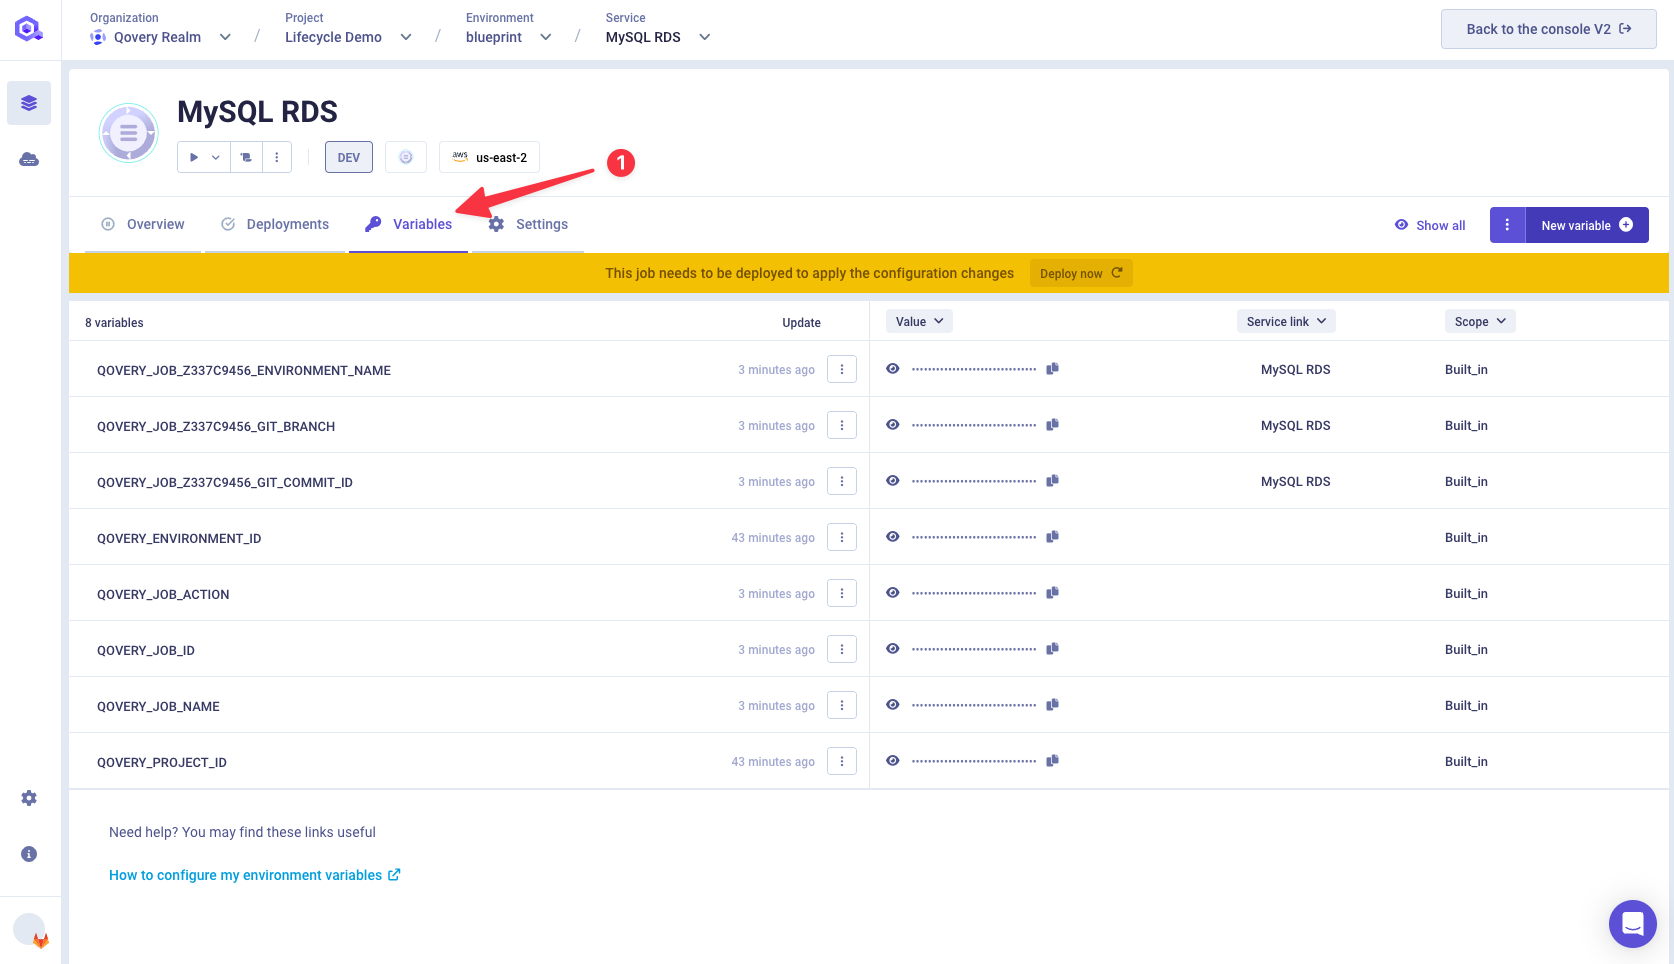 Organization
Qovery Realm
/
Project
Lifecycle Demo
/
Environment
blueprint
/
Service
MySQL RDS
Back to the console V2
MySQL RDS
DEV
aws us-east-2
1
Overview
Deployments
Variables
Settings
Show all
New variable
This job needs to be deployed to apply the configuration changes
Deploy now
8 variables Update Value Service link Scope
QOVERY_JOB_Z337C9456_ENVIRONMENT_NAME 3 minutes ago MySQL RDS Built_in
QOVERY_JOB_Z337C9456_GIT_BRANCH 3 minutes ago MySQL RDS Built_in
QOVERY_JOB_Z337C9456_GIT_COMMIT_ID 3 minutes ago MySQL RDS Built_in
QOVERY_ENVIRONMENT_ID 43 minutes ago Built_in
QOVERY_JOB_ACTION 3 minutes ago Built_in
QOVERY_JOB_ID 3 minutes ago Built_in
QOVERY_JOB_NAME 3 minutes ago Built_in
QOVERY_PROJECT_ID 43 minutes ago Built_in
Need help? You may find these links useful
How to configure my environment variables